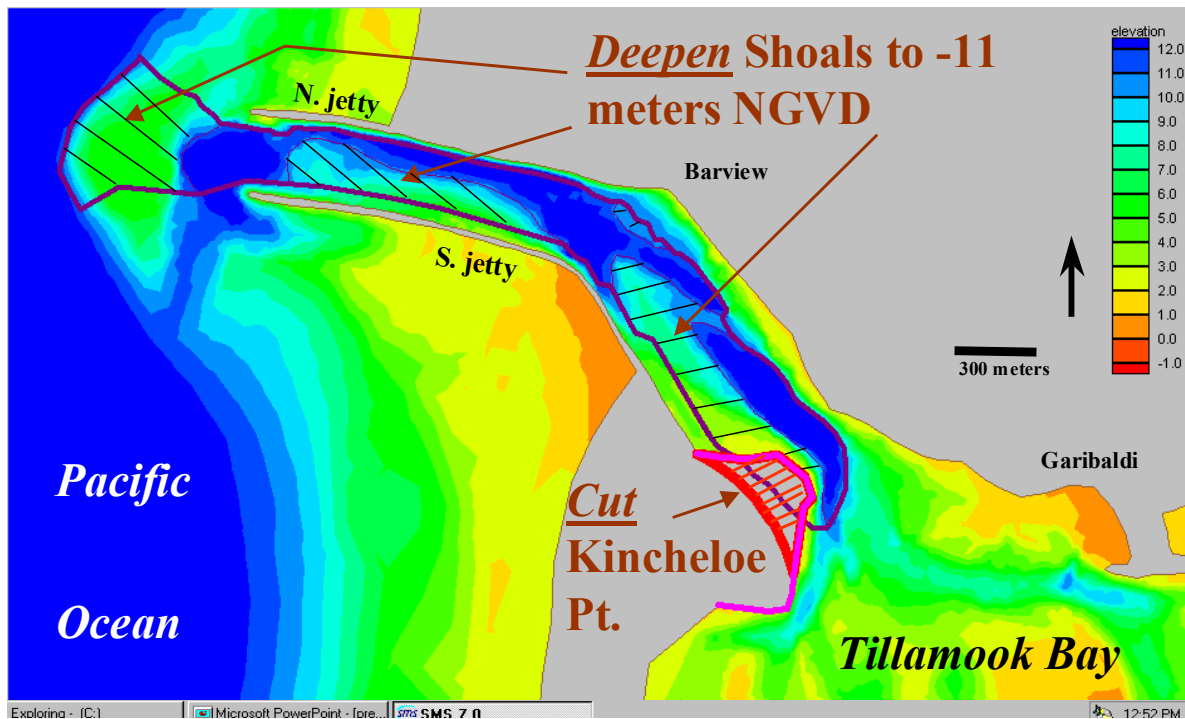 Deepen Shoals to -11
meters NGVD
N. jetty
S. jetty
Barview
elevation
12.0
11.0
10.0
9.0
8.0
7.0
6.0
5.0
4.0
3.0
2.0
1.0
0.0
-1.0
300 meters
Garibaldi
Pacific
Ocean
Cut
Kincheloe
Pt.
Tillamook Bay
Exploring - (C:)
Microsoft PowerPoint - [pre...
sms SMS 7.0
12:52 PM